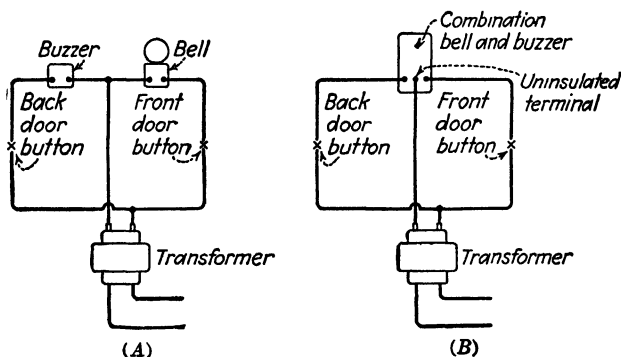 Buzzer
Bell
Back
door
button
Front
door
button
Transformer
(A)
Combination
bell and buzzer
Uninsulated
terminal
Back
door
button
Front
door
button
Transformer
(B)